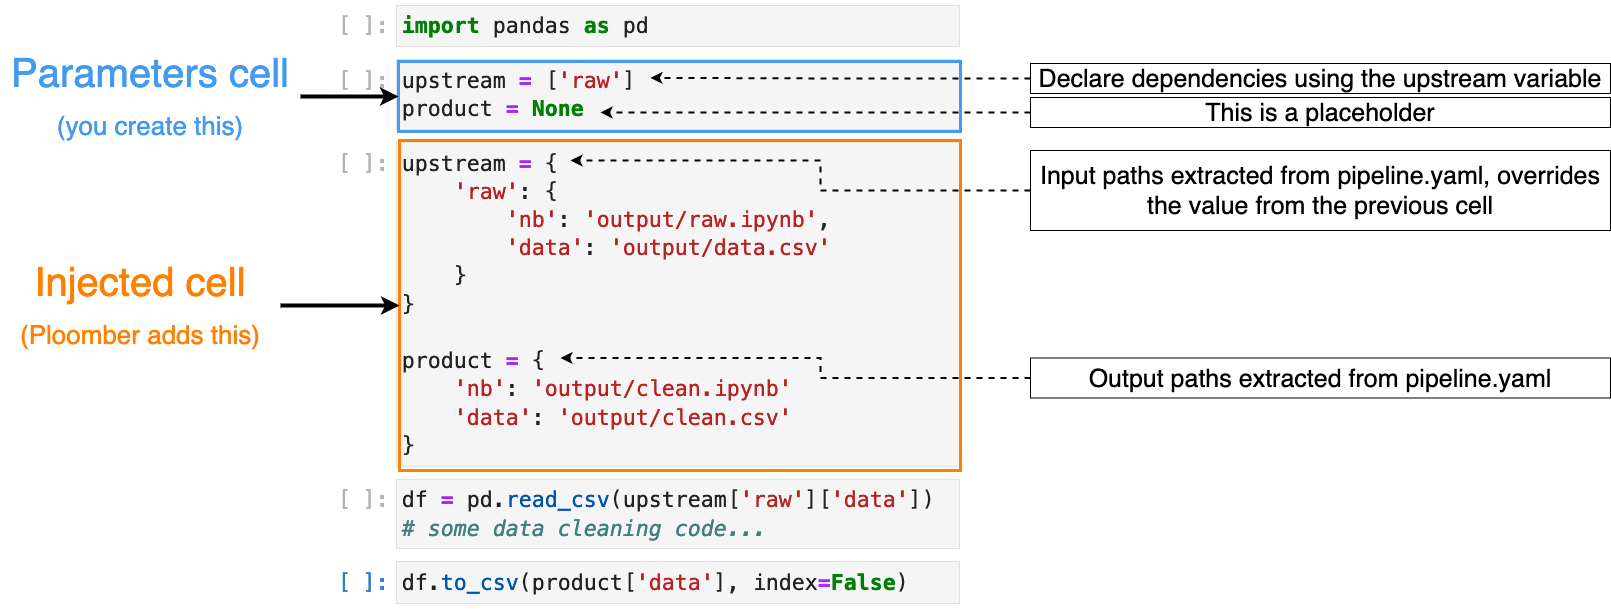 [ ]: import pandas as pd
Parameters cell
(you create this)
[ ]: upstream = ['raw']
product = None
Declare dependencies using the upstream variable
This is a placeholder
Injected cell
(Ploomber adds this)
[ ]: upstream = {
    'raw': {
        'nb': 'output/raw.ipynb',
        'data': 'output/data.csv'
    }
}
product = {
    'nb': 'output/clean.ipynb'
    'data': 'output/clean.csv'
}
Input paths extracted from pipeline.yaml, overrides
the value from the previous cell
Output paths extracted from pipeline.yaml
[ ]: df = pd.read_csv(upstream['raw']['data'])
# some data cleaning code...
[ ]: df.to_csv(product['data'], index=False)